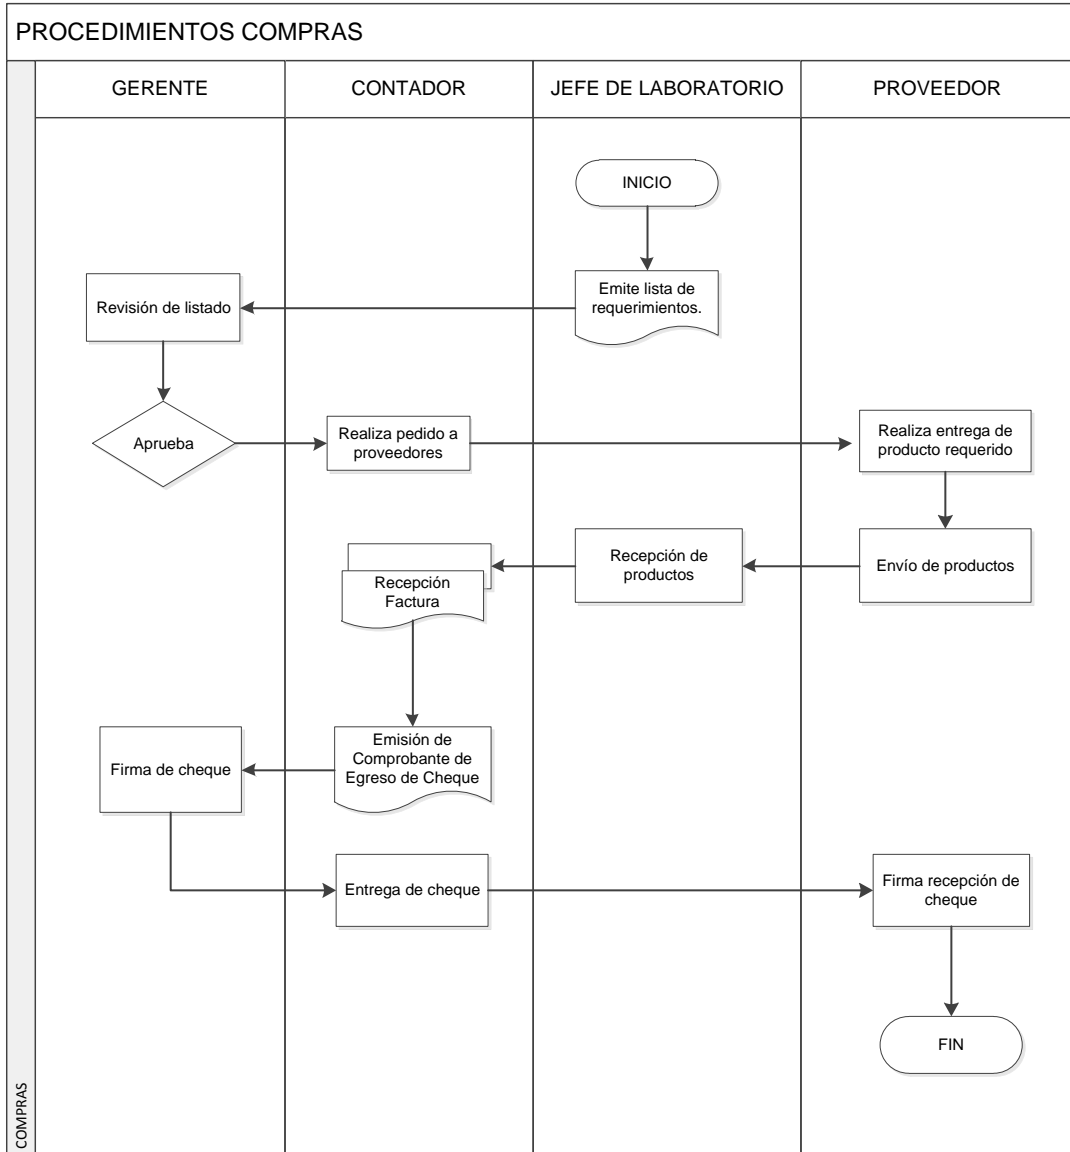 PROCEDIMIENTOS COMPRAS
GERENTE
CONTADOR
JEFE DE LABORATORIO
PROVEEDOR
INICIO
Emite lista de
requerimientos.
Revisión de listado
Aprueba
Realiza pedido a
proveedores
Realiza entrega de
producto requerido
Envío de productos
Recepción de
productos
Recepción
Factura
Emisión de
Comprobante de
Egreso de Cheque
Firma de cheque
Entrega de cheque
Firma recepción de
cheque
FIN
COMPRAS